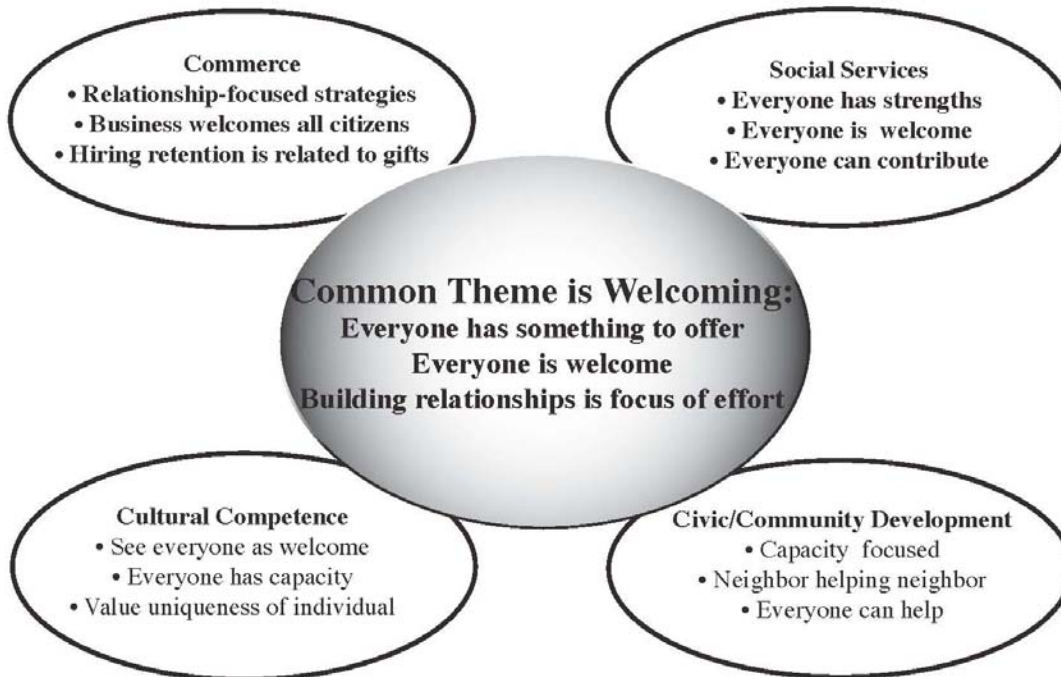 Commerce
• Relationship-focused strategies
• Business welcomes all citizens
• Hiring retention is related to gifts
Social Services
• Everyone has strengths
• Everyone is welcome
• Everyone can contribute
Common Theme is Welcoming:
Everyone has something to offer
Everyone is welcome
Building relationships is focus of effort
Cultural Competence
• See everyone as welcome
• Everyone has capacity
• Value uniqueness of individual
Civic/Community Development
• Capacity focused
• Neighbor helping neighbor
• Everyone can help